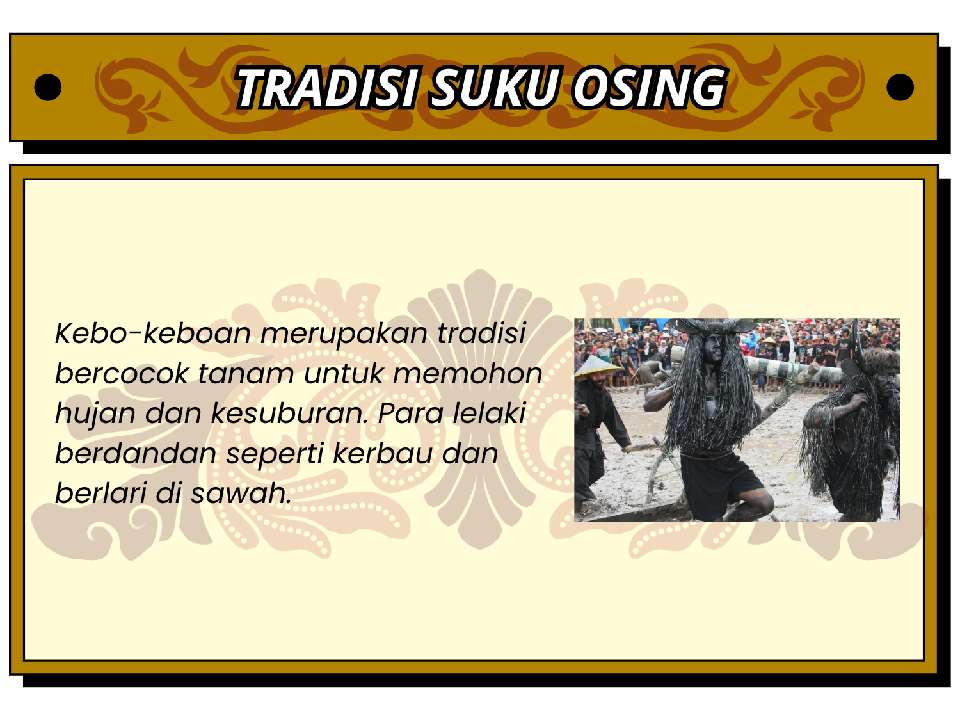 TRADISI SUKU OSING
Kebo-keboan merupakan tradisi
bercocok tanam untuk memohon
hujan dan kesuburan. Para lelaki
berdandan seperti kerbau dan
berlari di sawah.